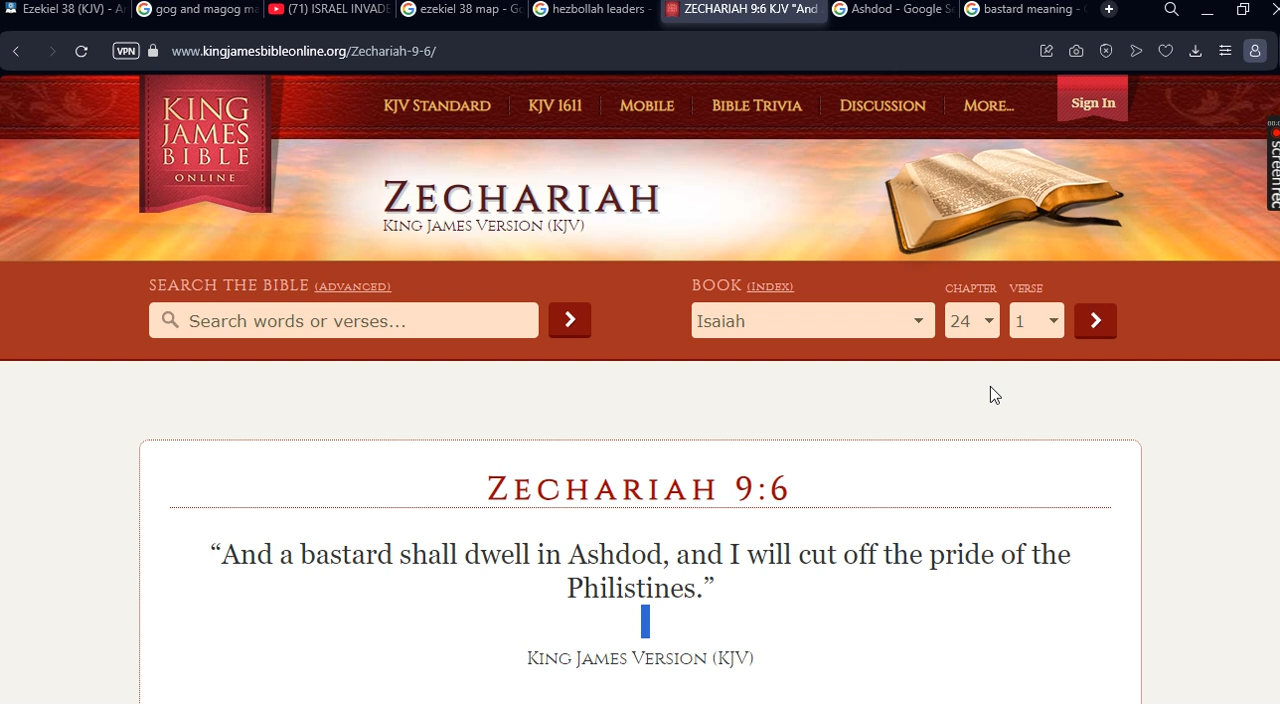 Ezekiel 38 (KJV) - A
gog and magog ma
(71) ISRAEL INVADE
ezekiel 38 map - Go
hezbollah leaders -
ZECHARIAH 9:6 KJV "And
Ashdod - Google Se
bastard meaning -
VPN
www.kingjamesbibleonline.org/Zechariah-9-6/
KING
JAMES
BIBLE
ONLINE
KJV STANDARD
KJV 1611
MOBILE
BIBLE TRIVIA
DISCUSSION
MORE...
Sign In
screenrec
ZECHARIAH
KING JAMES VERSION (KJV)
SEARCH THE BIBLE (ADVANCED)
Search words or verses...
BOOK (INDEX)
CHAPTER
VERSE
Isaiah
24
1
ZECHARIAH 9:6
“And a bastard shall dwell in Ashdod, and I will cut off the pride of the
Philistines.”
KING JAMES VERSION (KJV)